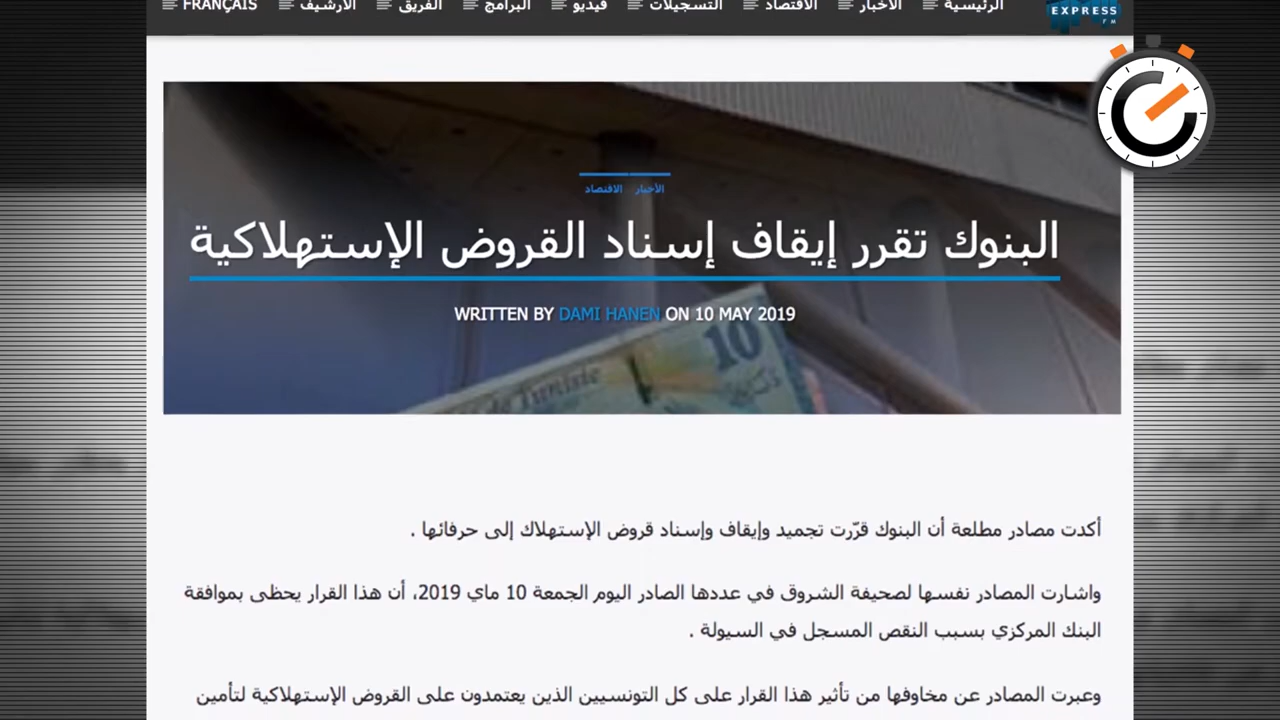 الرئيسية الأخبار الاقتصاد التسجيلات فيديو البرامج الفريق الأرشيف FRANÇAIS
EXPRESS
FM
الأخبار الاقتصاد
البنوك تقرر إيقاف إسناد القروض الإستهلاكية
WRITTEN BY DAMI HANEN ON 10 MAY 2019
10
de Tunisie
أكدت مصادر مطلعة أن البنوك قرّرت تجميد وإيقاف وإسناد قروض الإستهلاك إلى حرفائها .
واشارت المصادر نفسها لصحيفة الشروق في عددها الصادر اليوم الجمعة 10 ماي 2019، أن هذا القرار يحظى بموافقة
البنك المركزي بسبب النقص المسجل في السيولة .
وعبرت المصادر عن مخاوفها من تأثير هذا القرار على كل التونسيين الذين يعتمدون على القروض الإستهلاكية لتأمين